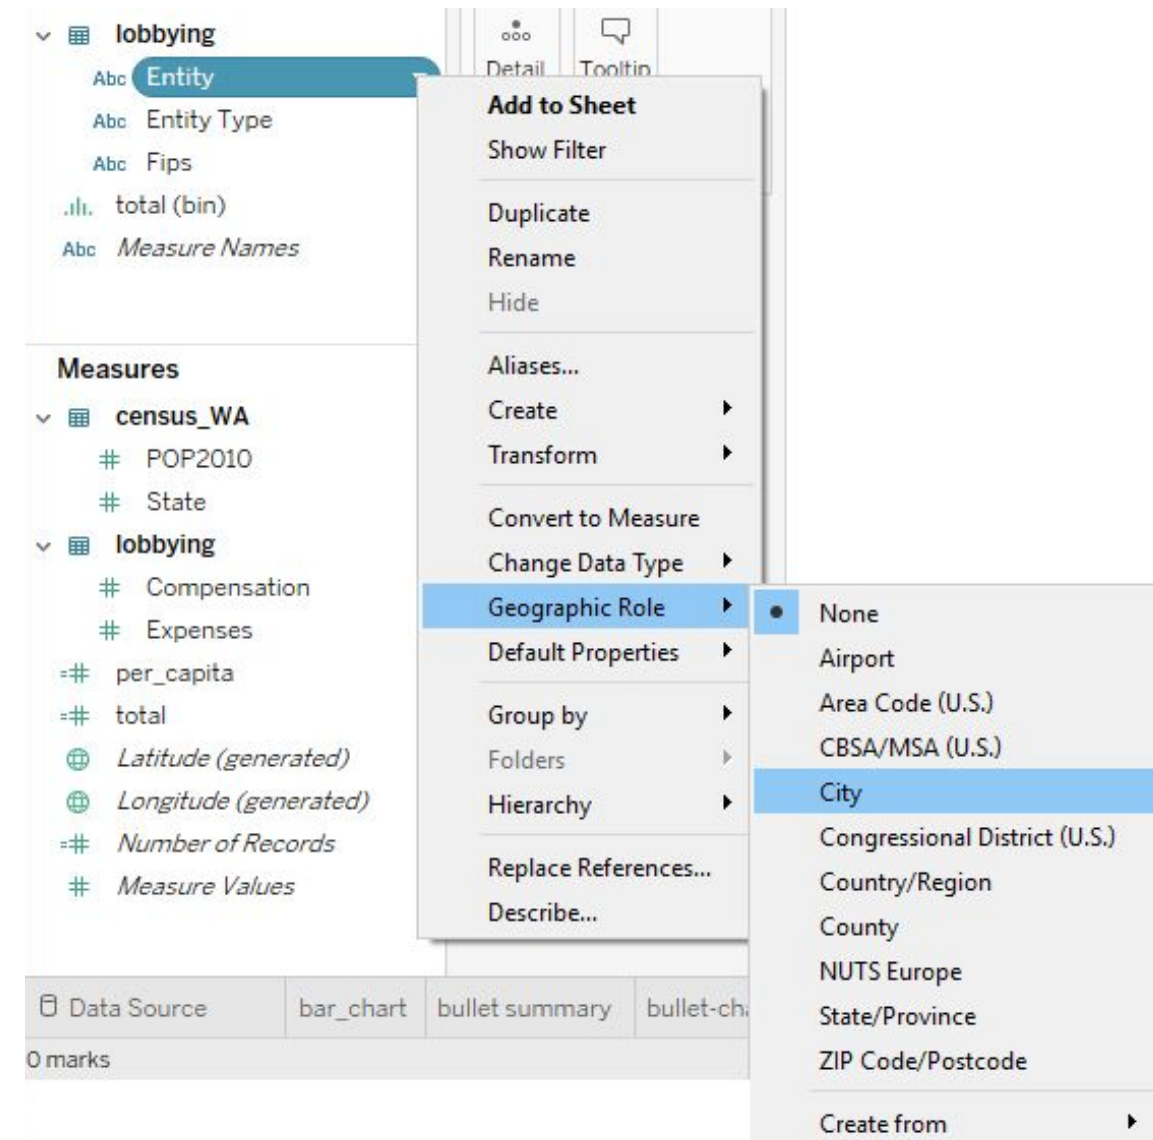 lobbying
Abc Entity
Abc Entity Type
Abc Fips
total (bin)
Abc Measure Names
Measures
census_WA
# POP2010
# State
lobbying
# Compensation
# Expenses
=# per_capita
=# total
Latitude (generated)
Longitude (generated)
=# Number of Records
# Measure Values
Detail Tooltip
Add to Sheet
Show Filter
Duplicate
Rename
Hide
Aliases...
Create
Transform
Convert to Measure
Change Data Type
Geographic Role
Default Properties
Group by
Folders
Hierarchy
Replace References...
Describe...
None
Airport
Area Code (U.S.)
CBSA/MSA (U.S.)
City
Congressional District (U.S.)
Country/Region
County
NUTS Europe
State/Province
ZIP Code/Postcode
Create from
Data Source bar_chart bullet summary bullet-cha
0 marks